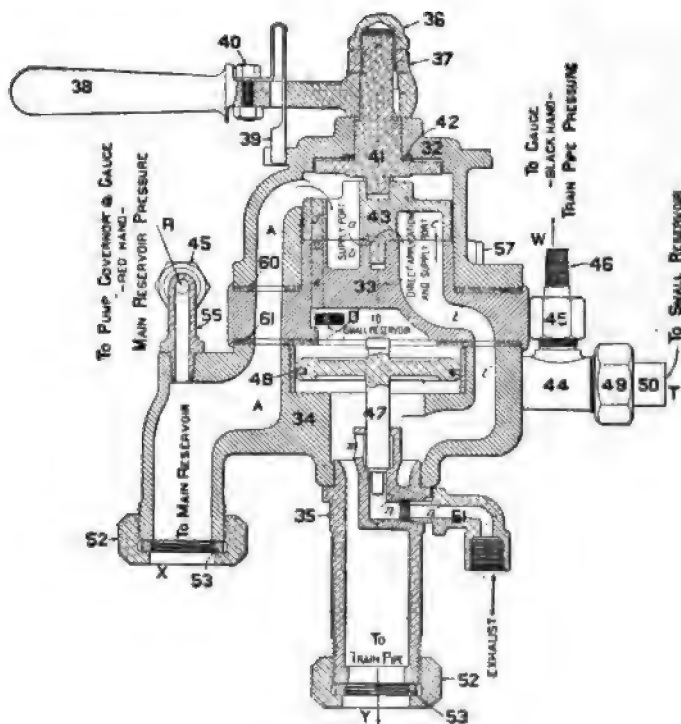 36
40
37
38
42
32
39
41
TO GAUGE
-BLACK HAND-
TRAIN PIPE PRESSURE
TO PUMP GOVERNOR & GAUGE
-RED HAND-
MAIN RESERVOIR PRESSURE
R
45
A
60
SUPPLY PORT
a
43
DIRECT APPLICATION
AND SUPPLY PORT
57
W
46
33
55
61
D
TO
SMALL RESERVOIR
45
TO SMALL RESERVOIR
48
44
49
50
T
A
34
47
TO MAIN RESERVOIR
m
35
n
n
51
52
53
X
EXHAUST
TO
TRAIN PIPE
52
53
Y